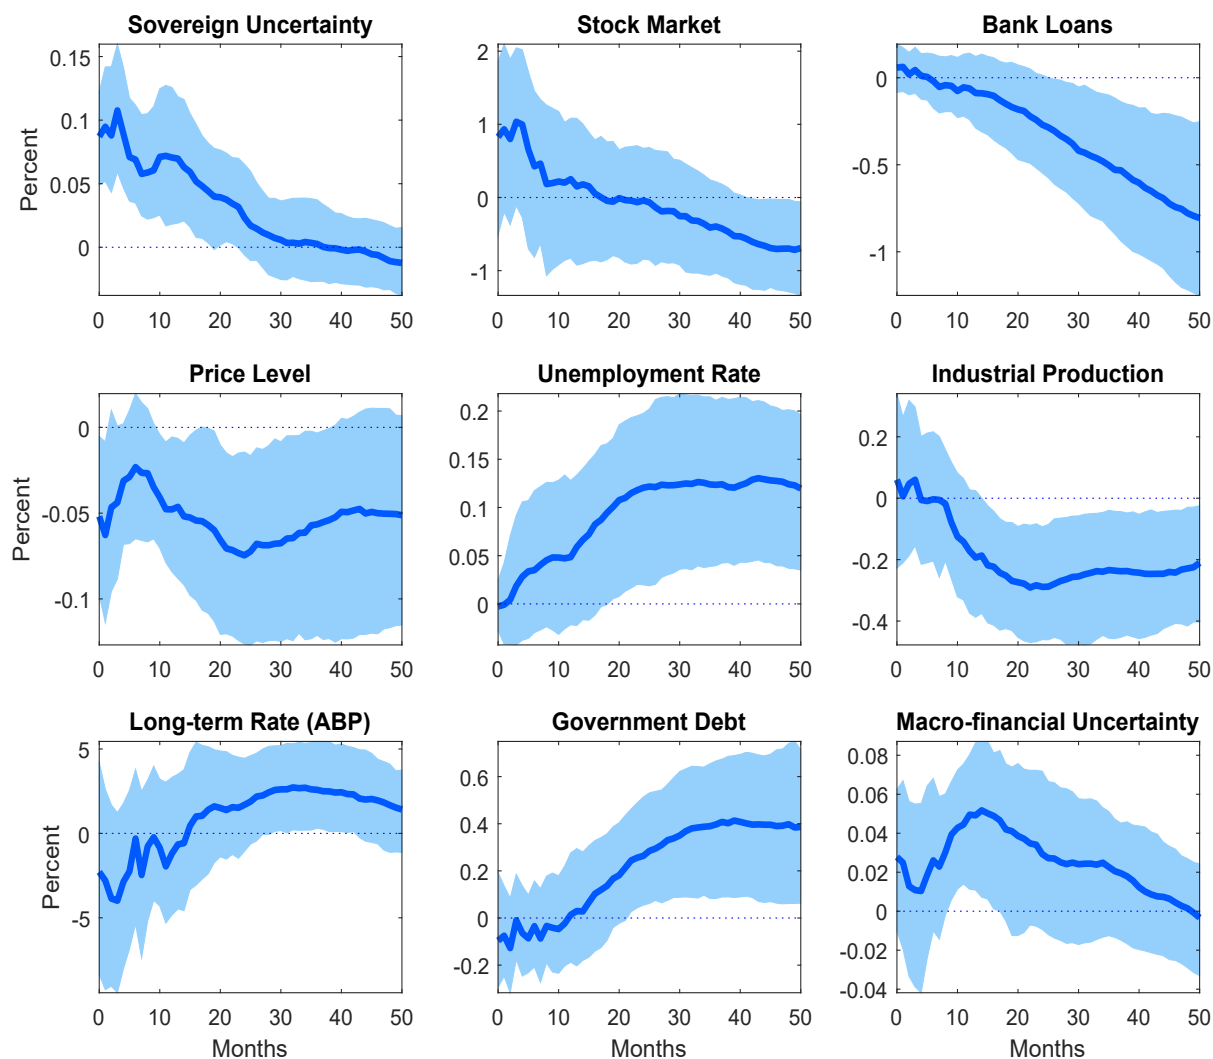 Sovereign Uncertainty
Stock Market
Bank Loans
0.15
0.1
0.05
0
Percent
0 10 20 30 40 50
2
1
0
-1
0 10 20 30 40 50
0
-0.5
-1
0 10 20 30 40 50
Price Level
Unemployment Rate
Industrial Production
0
-0.05
-0.1
Percent
0 10 20 30 40 50
0.2
0.15
0.1
0.05
0
0 10 20 30 40 50
0.2
0
-0.2
-0.4
0 10 20 30 40 50
Long-term Rate (ABP)
Government Debt
Macro-financial Uncertainty
5
0
-5
Percent
0 10 20 30 40 50
Months
0.6
0.4
0.2
0
-0.2
0 10 20 30 40 50
Months
0.08
0.06
0.04
0.02
0
-0.02
-0.04
0 10 20 30 40 50
Months